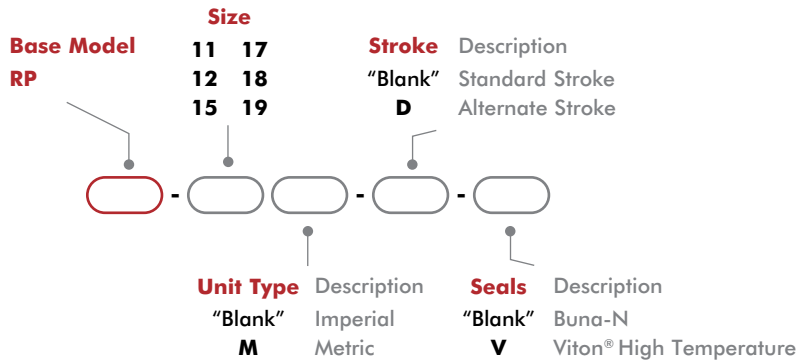 Size
Base Model 11 17 Stroke Description
RP 12 18 "Blank" Standard Stroke
15 19 D Alternate Stroke
- - -
Unit Type Description Seals Description
"Blank" Imperial "Blank" Buna-N
M Metric V Viton® High Temperature